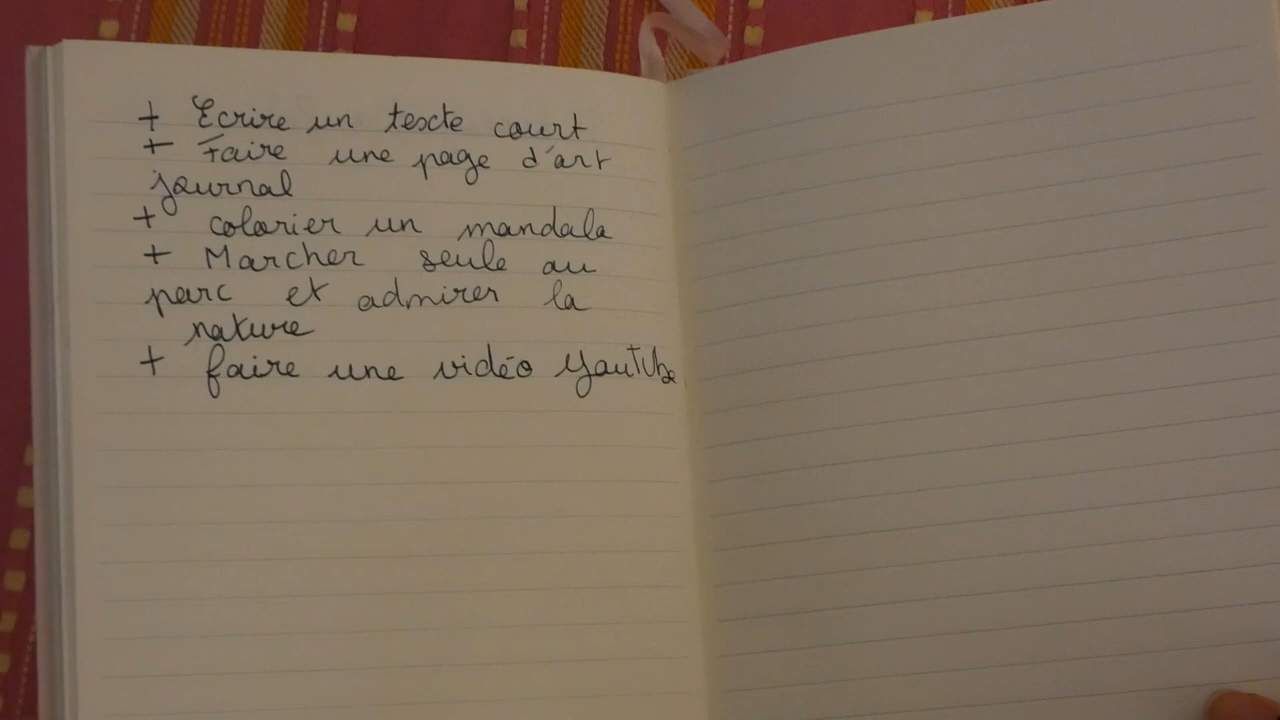 + Ecrire un texte court
+ Faire une page d'art
journal
+ colorier un mandala
+ Marcher seule au
parc et admirer la
nature
+ faire une vidéo YouTube